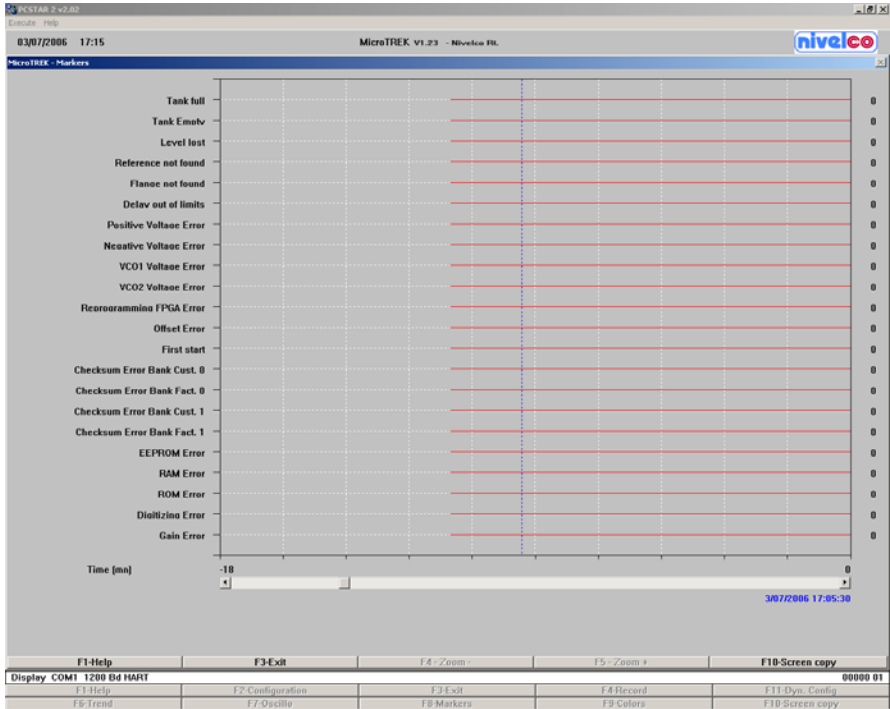 PCSTAR 2 v2.02
Execute Help
03/07/2006 17:15 MicroTREK V1.23 - Nivelco Rt. nivelco
MicroTREK - Markers
Tank full 0
Tank Empty 0
Level lost 0
Reference not found 0
Flange not found 0
Delay out of limits 0
Positive Voltage Error 0
Negative Voltage Error 0
VCO1 Voltage Error 0
VCO2 Voltage Error 0
Reprogramming FPGA Error 0
Offset Error 0
First start 0
Checksum Error Bank Cust. 0 0
Checksum Error Bank Fact. 0 0
Checksum Error Bank Cust. 1 0
Checksum Error Bank Fact. 1 0
EEPROM Error 0
RAM Error 0
ROM Error 0
Digitizing Error 0
Gain Error 0
Time (mn) -18 0
3/07/2006 17:05:30
F1-Help F3-Exit F4 - Zoom - F5 - Zoom + F10-Screen copy
Display COM1 1200 Bd HART 00000 01
F1-Help F2-Configuration F3-Exit F4-Record F11-Dyn. Config
F6-Trend F7-Oscillo F8-Markers F9-Colors F10-Screen copy